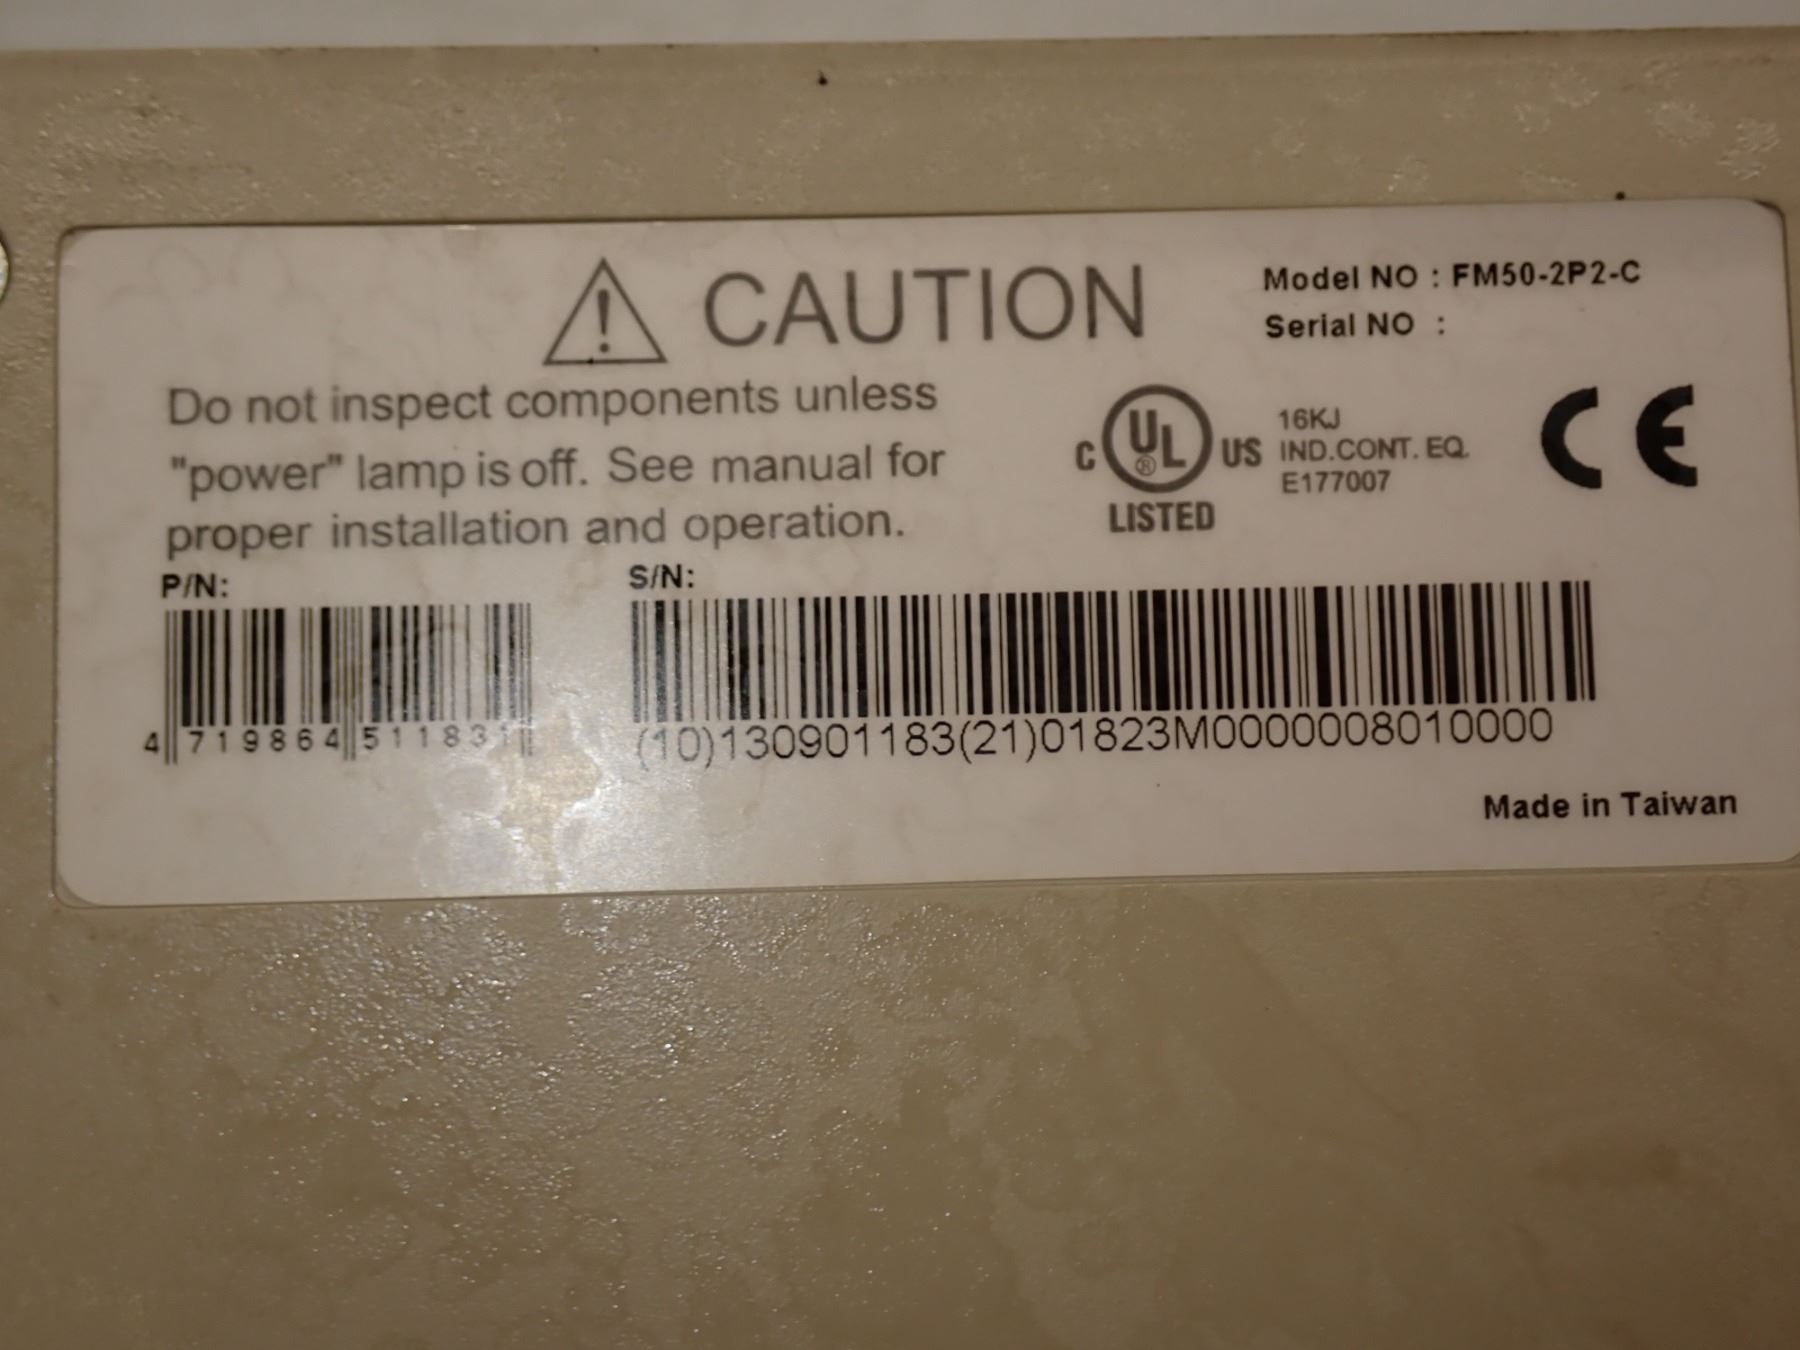 CAUTION
Do not inspect components unless
"power" lamp is off. See manual for
proper installation and operation.
Model NO : FM50-2P2-C
Serial NO :
C UL ® US
LISTED
16KJ
IND.CONT. EQ.
E177007
CE
P/N:
4 719864 511831
S/N:
(10)130901183(21)01823M0000008010000
Made in Taiwan